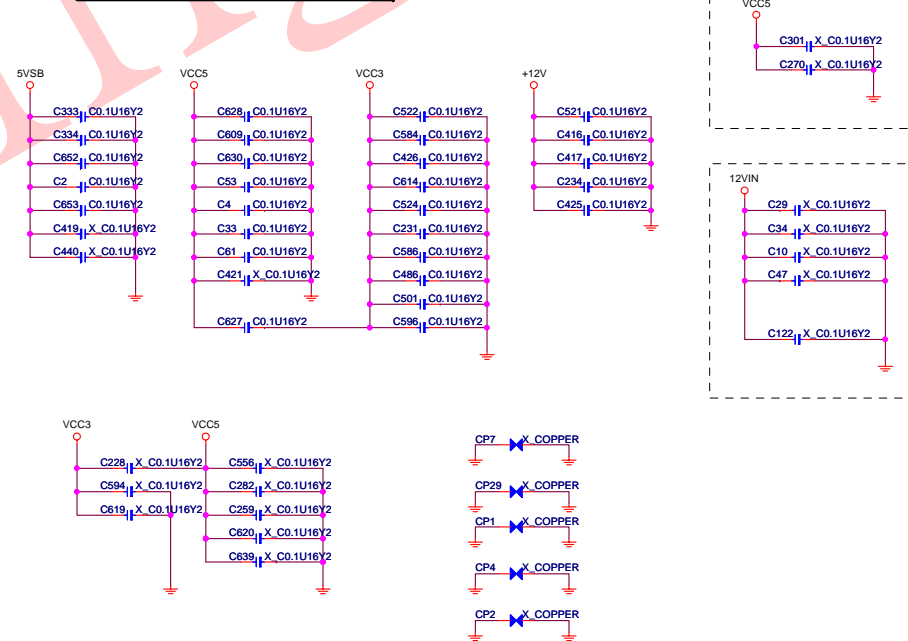 VCC5
C301 X_C0.1U16Y2
C270 X_C0.1U16Y2
5VSB
C333 C0.1U16Y2
C334 C0.1U16Y2
C652 C0.1U16Y2
C2 C0.1U16Y2
C653 C0.1U16Y2
C419 X_C0.1U16Y2
C440 X_C0.1U16Y2
VCC5
C628 C0.1U16Y2
C609 C0.1U16Y2
C630 C0.1U16Y2
C53 C0.1U16Y2
C4 C0.1U16Y2
C33 C0.1U16Y2
C61 C0.1U16Y2
C421 X_C0.1U16Y2
C627 C0.1U16Y2
VCC3
C522 C0.1U16Y2
C584 C0.1U16Y2
C426 C0.1U16Y2
C614 C0.1U16Y2
C524 C0.1U16Y2
C231 C0.1U16Y2
C586 C0.1U16Y2
C486 C0.1U16Y2
C501 C0.1U16Y2
C596 C0.1U16Y2
+12V
C521 C0.1U16Y2
C416 C0.1U16Y2
C417 C0.1U16Y2
C234 C0.1U16Y2
C425 C0.1U16Y2
12VIN
C29 X_C0.1U16Y2
C34 X_C0.1U16Y2
C10 X_C0.1U16Y2
C47 X_C0.1U16Y2
C122 X_C0.1U16Y2
VCC3
C228 X_C0.1U16Y2
C594 X_C0.1U16Y2
C619 X_C0.1U16Y2
VCC5
C556 X_C0.1U16Y2
C282 X_C0.1U16Y2
C259 X_C0.1U16Y2
C620 X_C0.1U16Y2
C639 X_C0.1U16Y2
CP7 X_COPPER
CP29 X_COPPER
CP1 X_COPPER
CP4 X_COPPER
CP2 X_COPPER